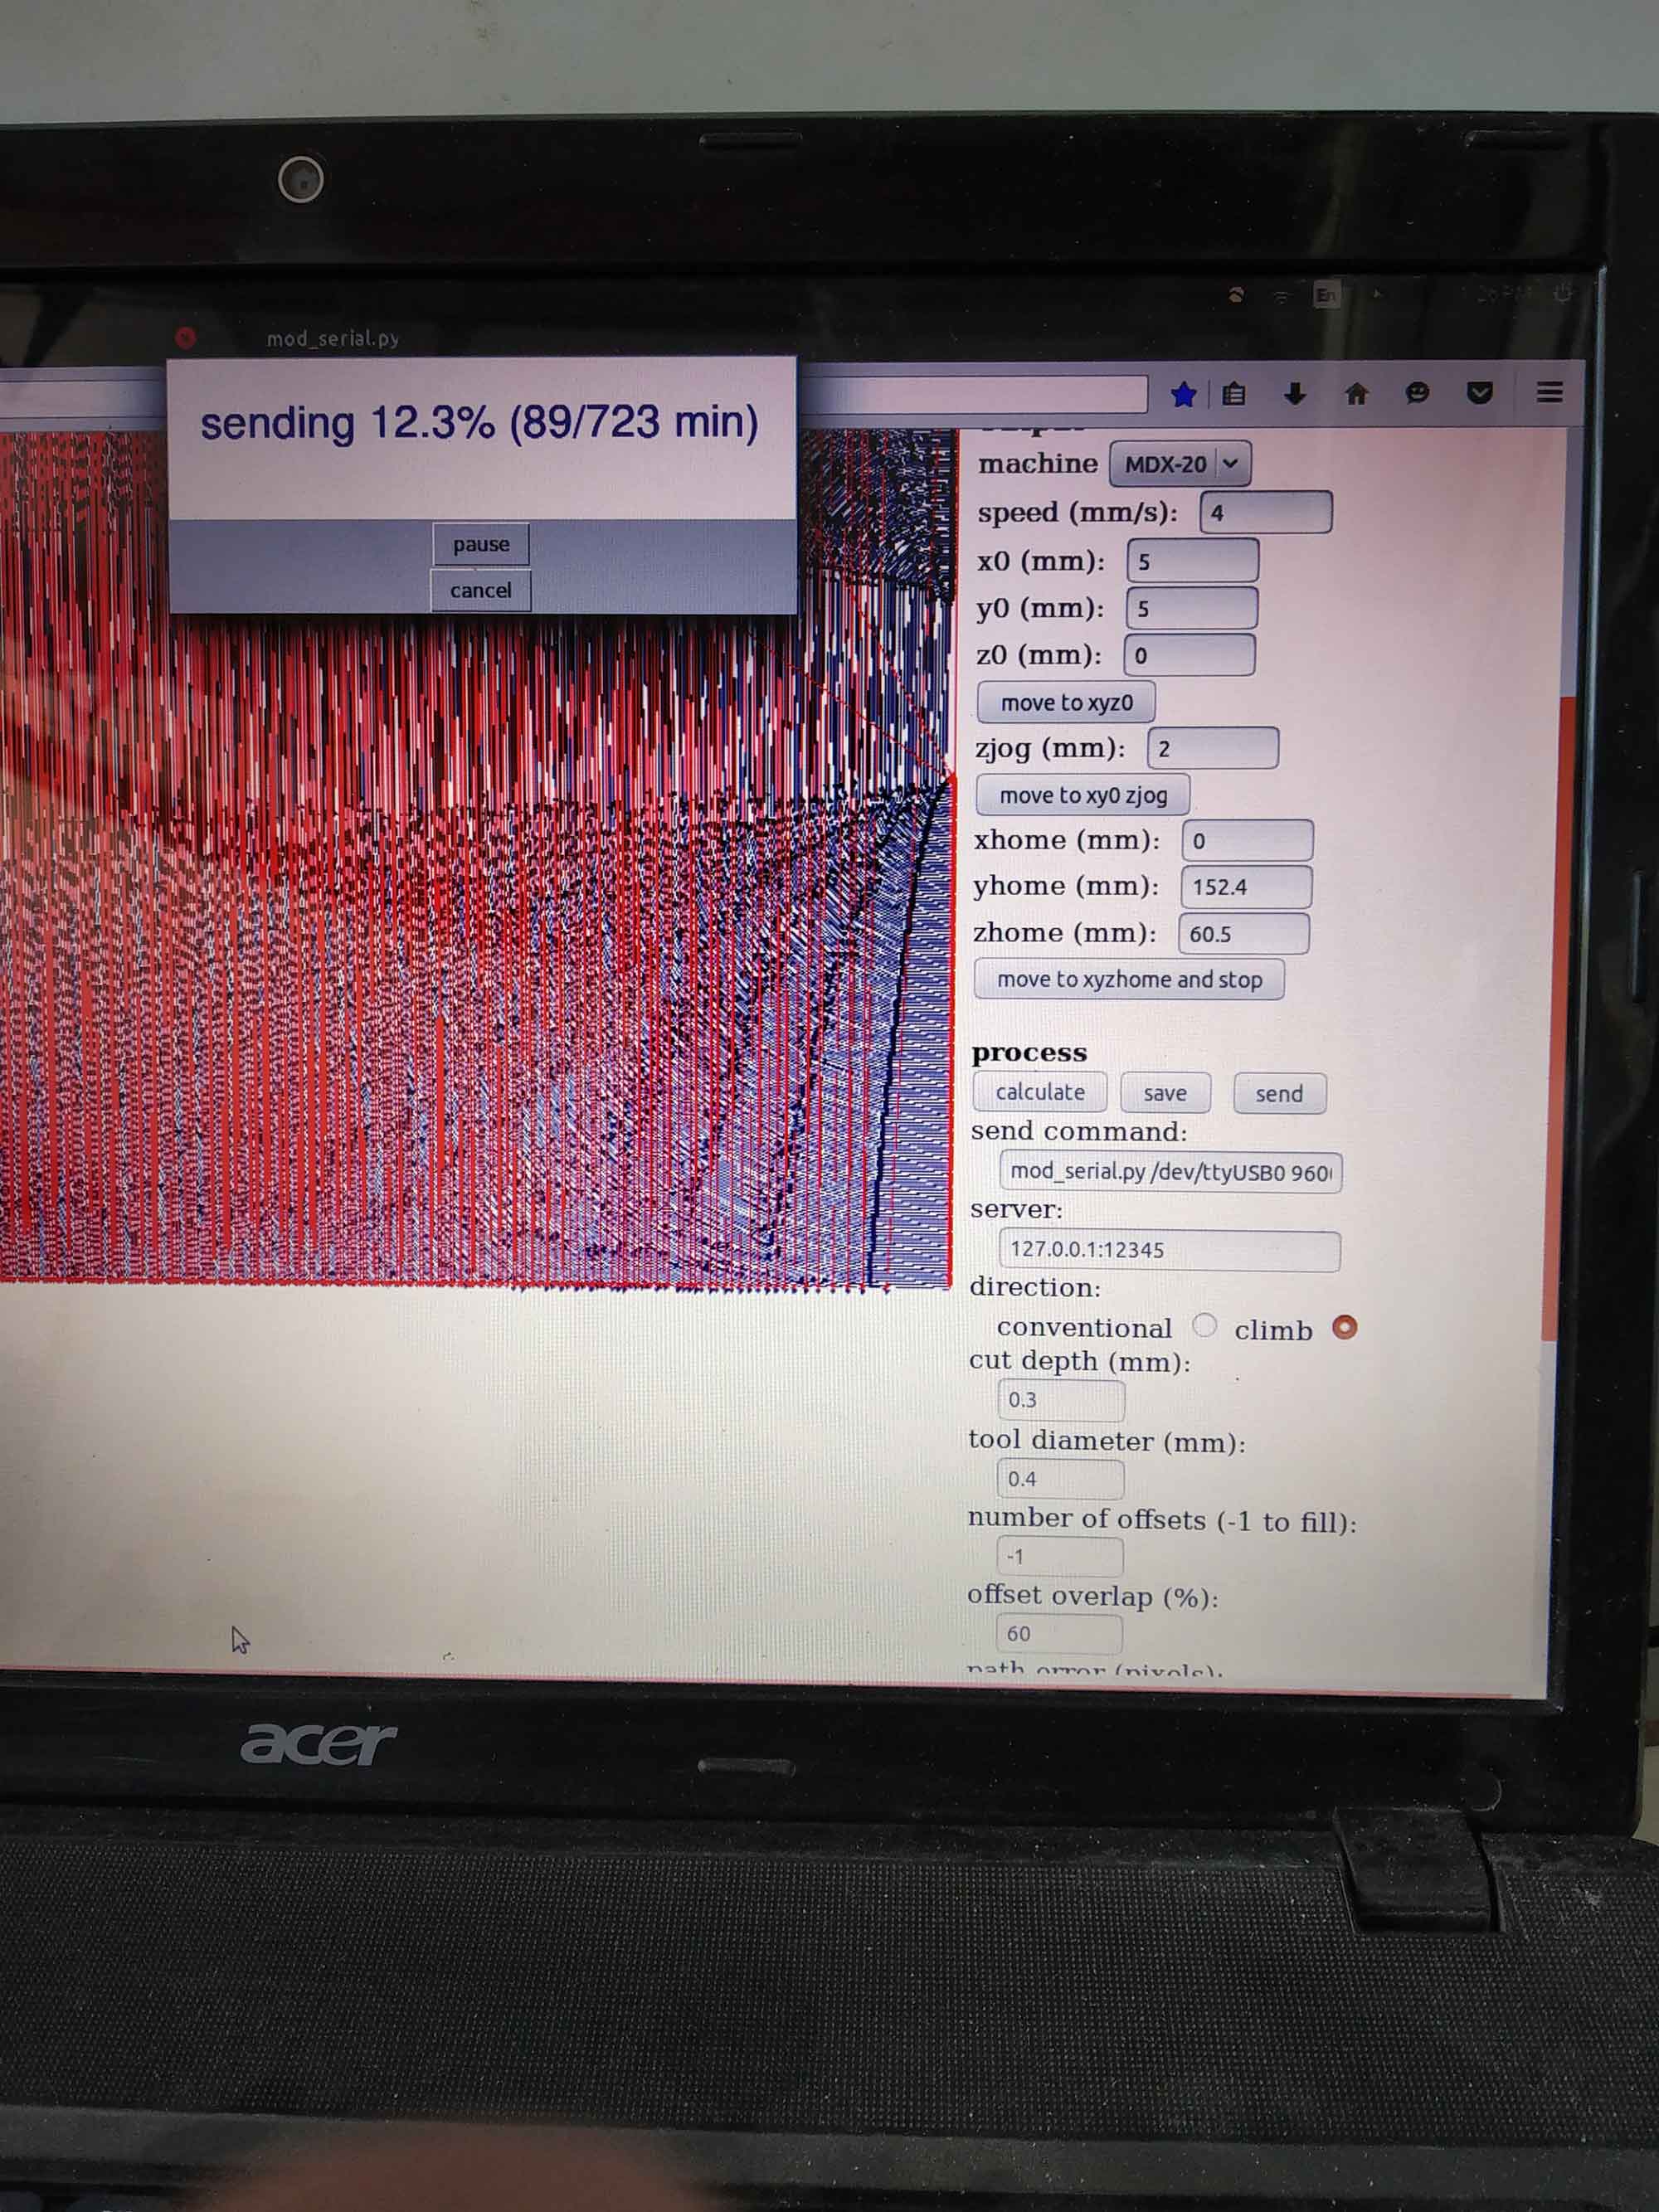 En
mod_serial.py
sending 12.3% (89/723 min)
pause
cancel
machine MDX-20
speed (mm/s): 4
x0 (mm): 5
y0 (mm): 5
z0 (mm): 0
move to xyz0
zjog (mm): 2
move to xy0 zjog
xhome (mm): 0
yhome (mm): 152.4
zhome (mm): 60.5
move to xyzhome and stop
process
calculate save send
send command:
mod_serial.py /dev/ttyUSB0 960
server:
127.0.0.1:12345
direction:
conventional climb
cut depth (mm):
0.3
tool diameter (mm):
0.4
number of offsets (-1 to fill):
-1
offset overlap (%):
60
path error (pixels):
acer